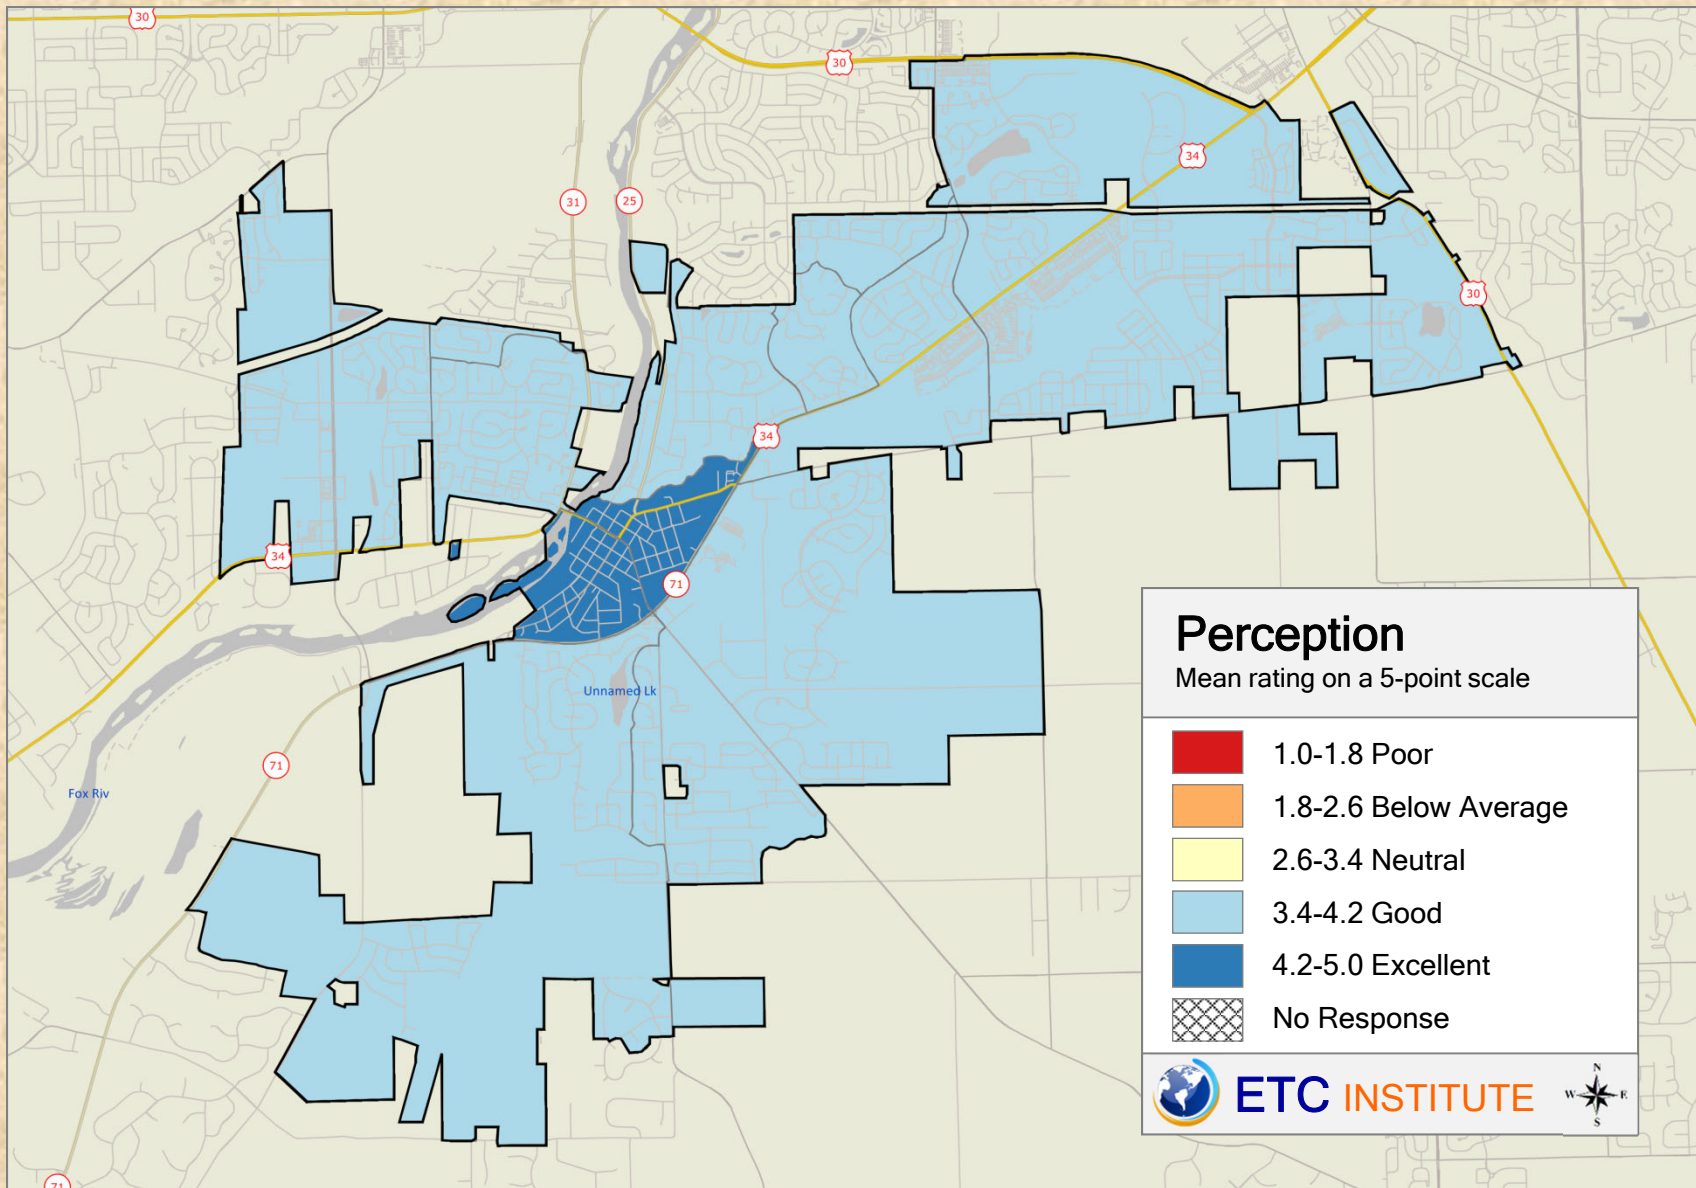 30
30
34
31
25
30
34
34
71
Unnamed Lk
71
Fox Riv
71
Perception
Mean rating on a 5-point scale
1.0-1.8 Poor
1.8-2.6 Below Average
2.6-3.4 Neutral
3.4-4.2 Good
4.2-5.0 Excellent
No Response
ETC INSTITUTE
N
W E
S